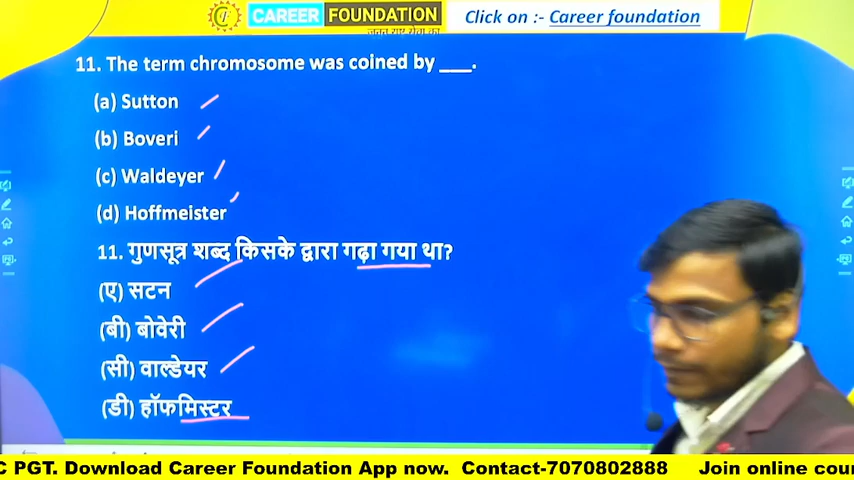 CAREER FOUNDATION
Click on :- Career foundation
11. The term chromosome was coined by ___.
(a) Sutton
(b) Boveri
(c) Waldeyer
(d) Hoffmeister
11. गुणसूत्र शब्द किसके द्वारा गढ़ा गया था?
(ए) सटन
(बी) बोवेरी
(सी) वाल्डेयर
(डी) हॉफमिस्टर
C PGT. Download Career Foundation App now. Contact-7070802888 Join online cour